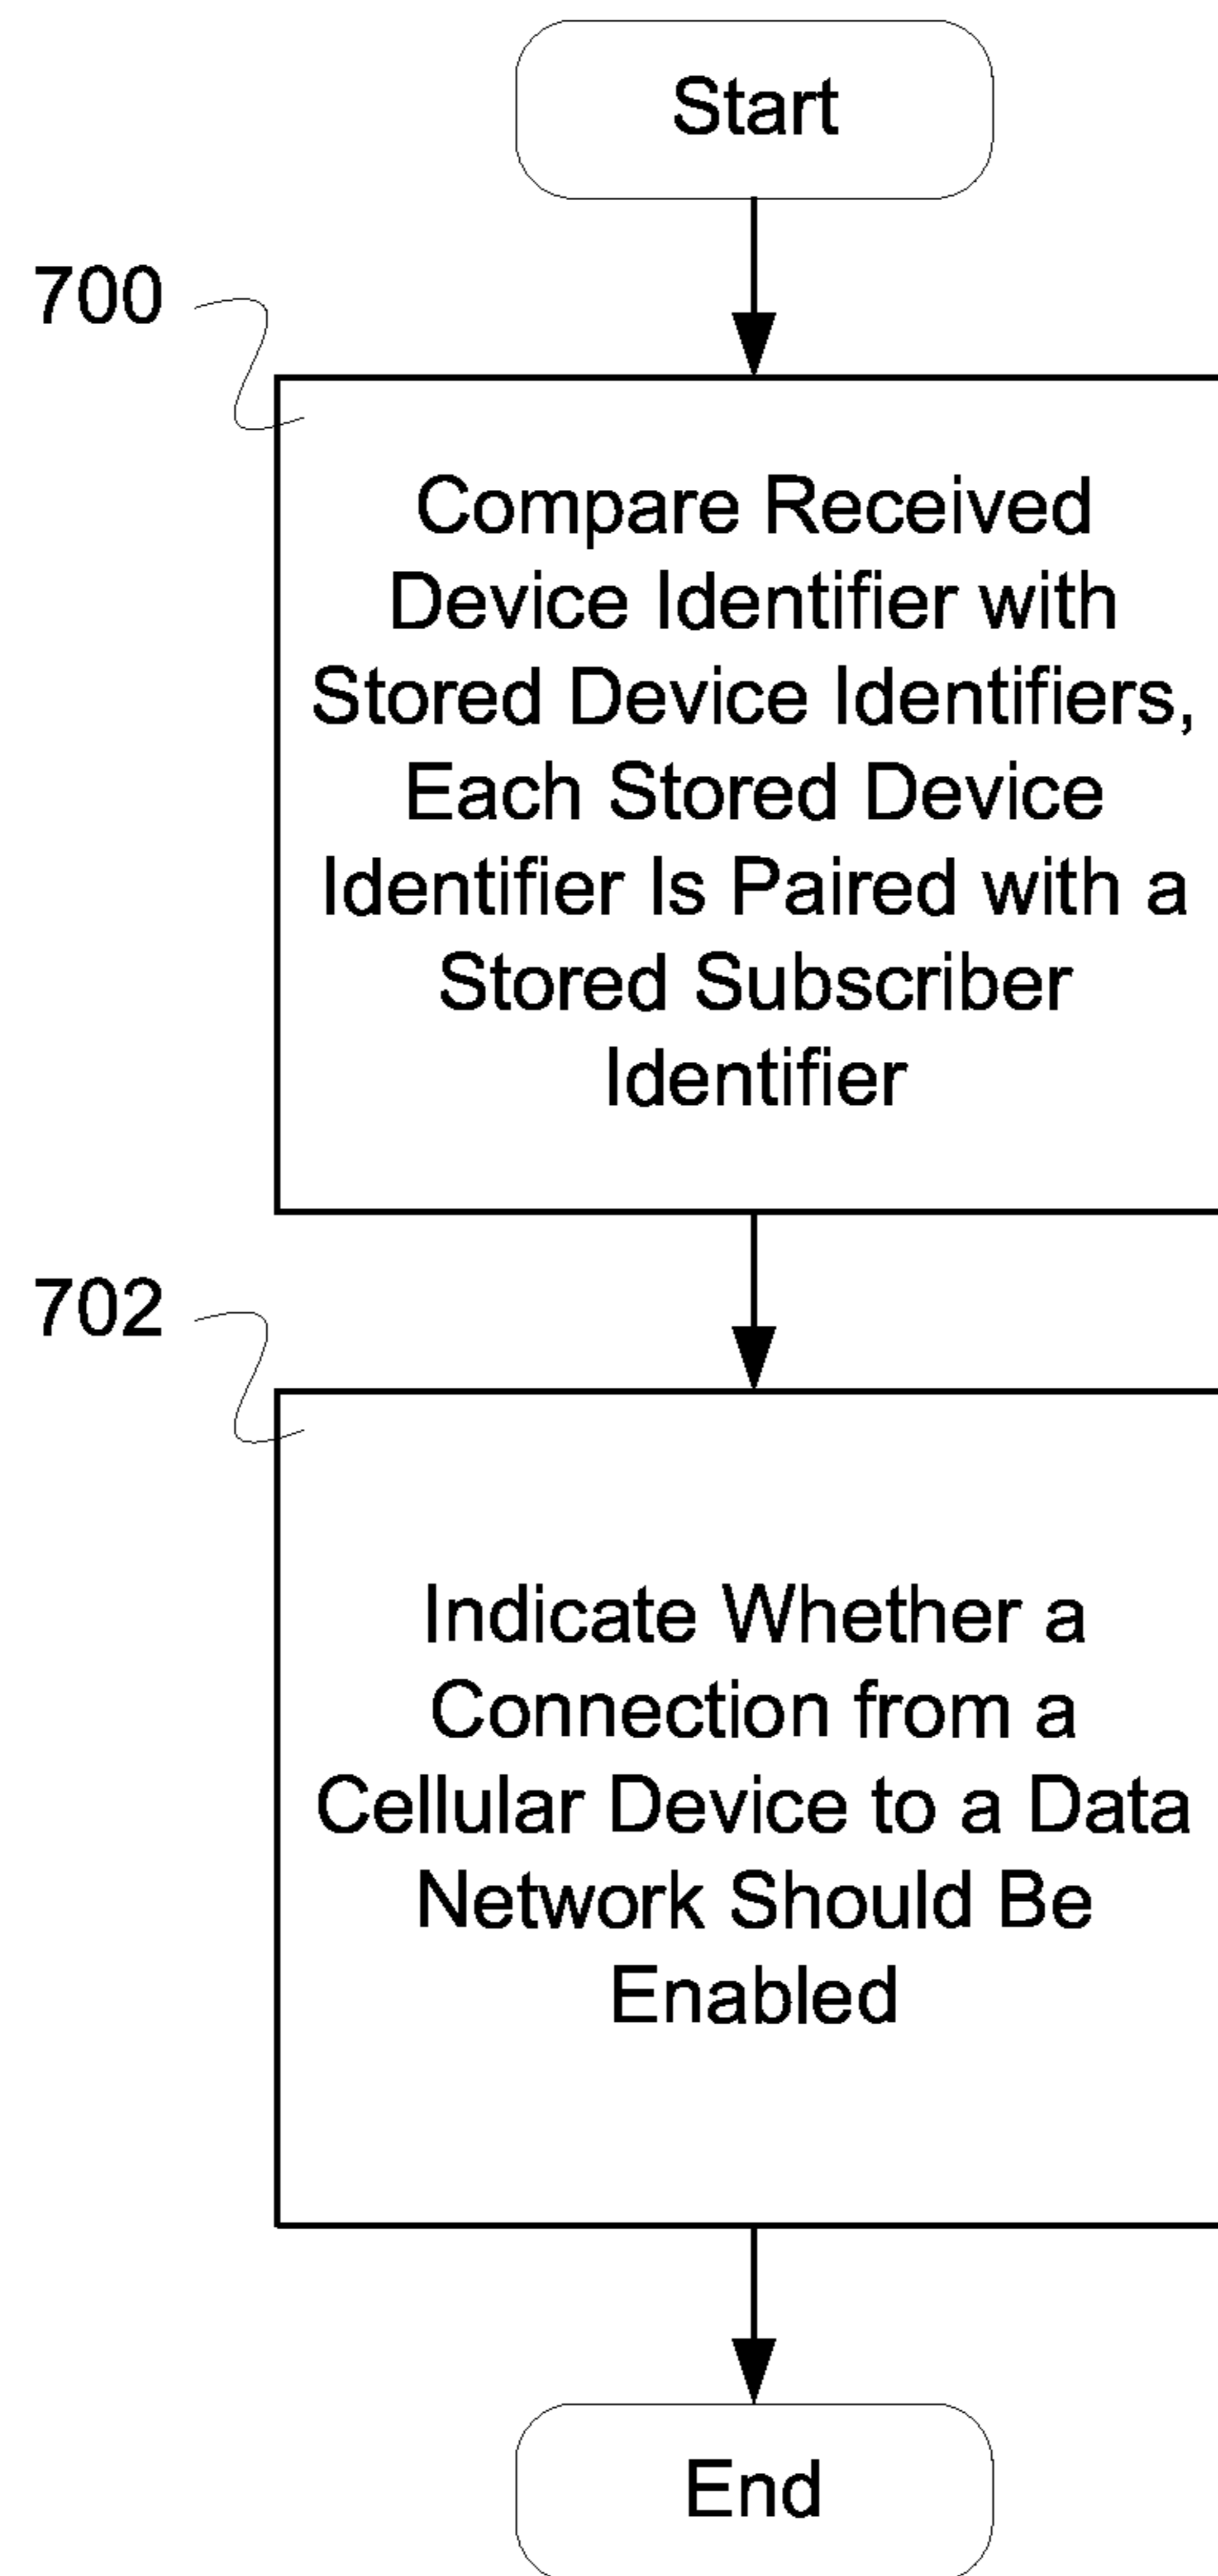 Start
700
Compare Received
Device Identifier with
Stored Device Identifiers,
Each Stored Device
Identifier Is Paired with a
Stored Subscriber
Identifier
702
Indicate Whether a
Connection from a
Cellular Device to a Data
Network Should Be
Enabled
End